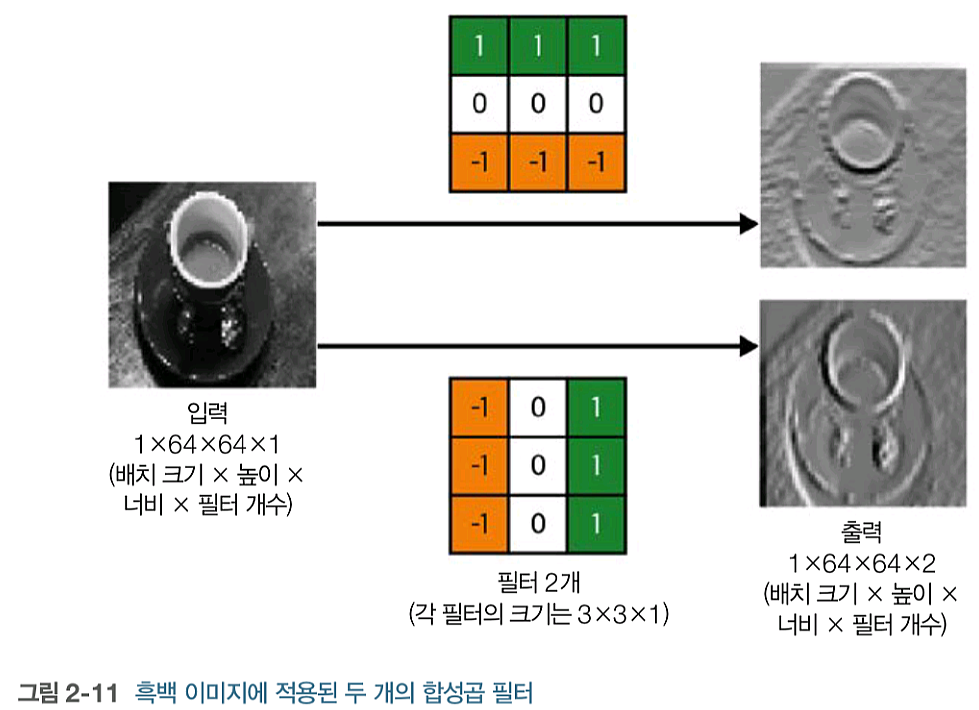 1 1 1
0 0 0
-1 -1 -1
입력
1×64×64×1
(배치 크기 × 높이 ×
너비 × 필터 개수)
-1 0 1
-1 0 1
-1 0 1
필터 2개
(각 필터의 크기는 3×3×1)
출력
1×64×64×2
(배치 크기 × 높이 ×
너비 × 필터 개수)
그림 2-11 흑백 이미지에 적용된 두 개의 합성곱 필터